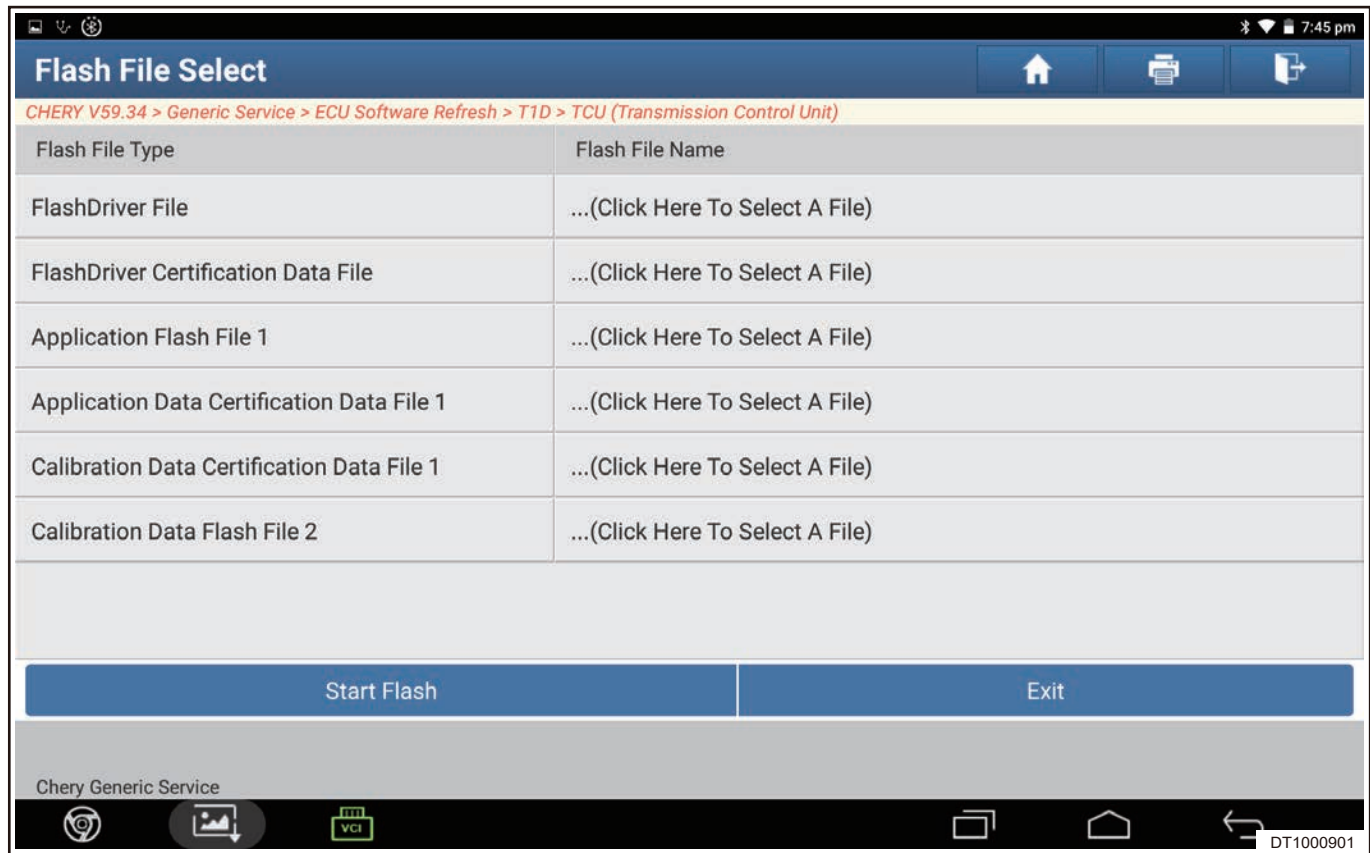 7:45 pm
Flash File Select
CHERY V59.34 > Generic Service > ECU Software Refresh > T1D > TCU (Transmission Control Unit)
Flash File Type Flash File Name
FlashDriver File ...(Click Here To Select A File)
FlashDriver Certification Data File ...(Click Here To Select A File)
Application Flash File 1 ...(Click Here To Select A File)
Application Data Certification Data File 1 ...(Click Here To Select A File)
Calibration Data Certification Data File 1 ...(Click Here To Select A File)
Calibration Data Flash File 2 ...(Click Here To Select A File)
Start Flash Exit
Chery Generic Service
VCI
DT1000901